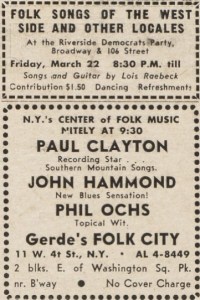 FOLK SONGS OF THE WEST
SIDE AND OTHER LOCALES
At the Riverside Democrats Party,
Broadway & 106 Street
Friday, March 22 8:30 P.M. till
Songs and Guitar by Lois Raebeck
Contribution $1.50 Dancing Refreshments
N.Y.'s CENTER of FOLK MUSIC
NITELY AT 9:30
PAUL CLAYTON
Recording Star . . .
Southern Mountain Songs.
JOHN HAMMOND
New Blues Sensation!
PHIL OCHS
Topical Wit.
Gerde's FOLK CITY
11 W. 4t St., N.Y. AL 4-8449
2 blks. E. of Washington Sq. Pk.
nr. B'way No Cover Charge